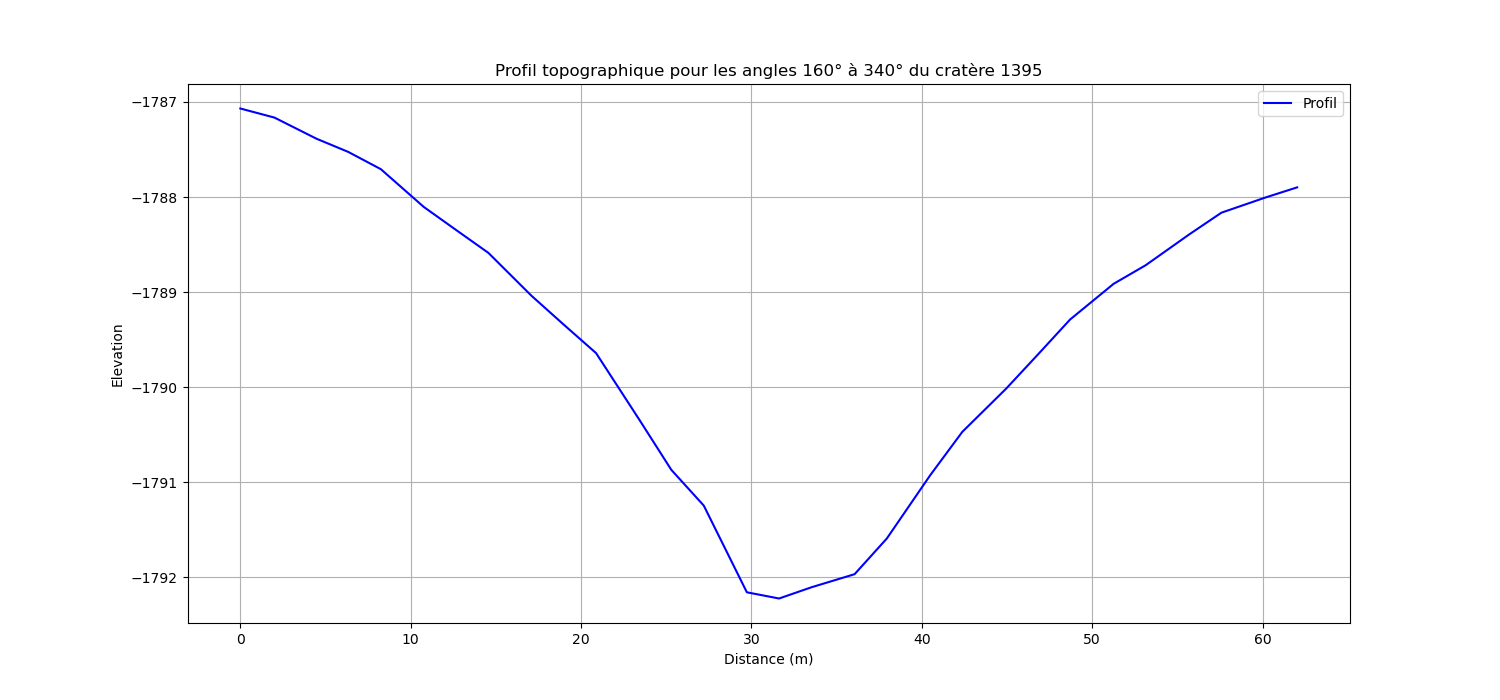 Profil topographique pour les angles 160° à 340° du cratère 1395
Profil
−1787
−1788
−1789
−1790
−1791
−1792
Elevation
0 10 20 30 40 50 60
Distance (m)